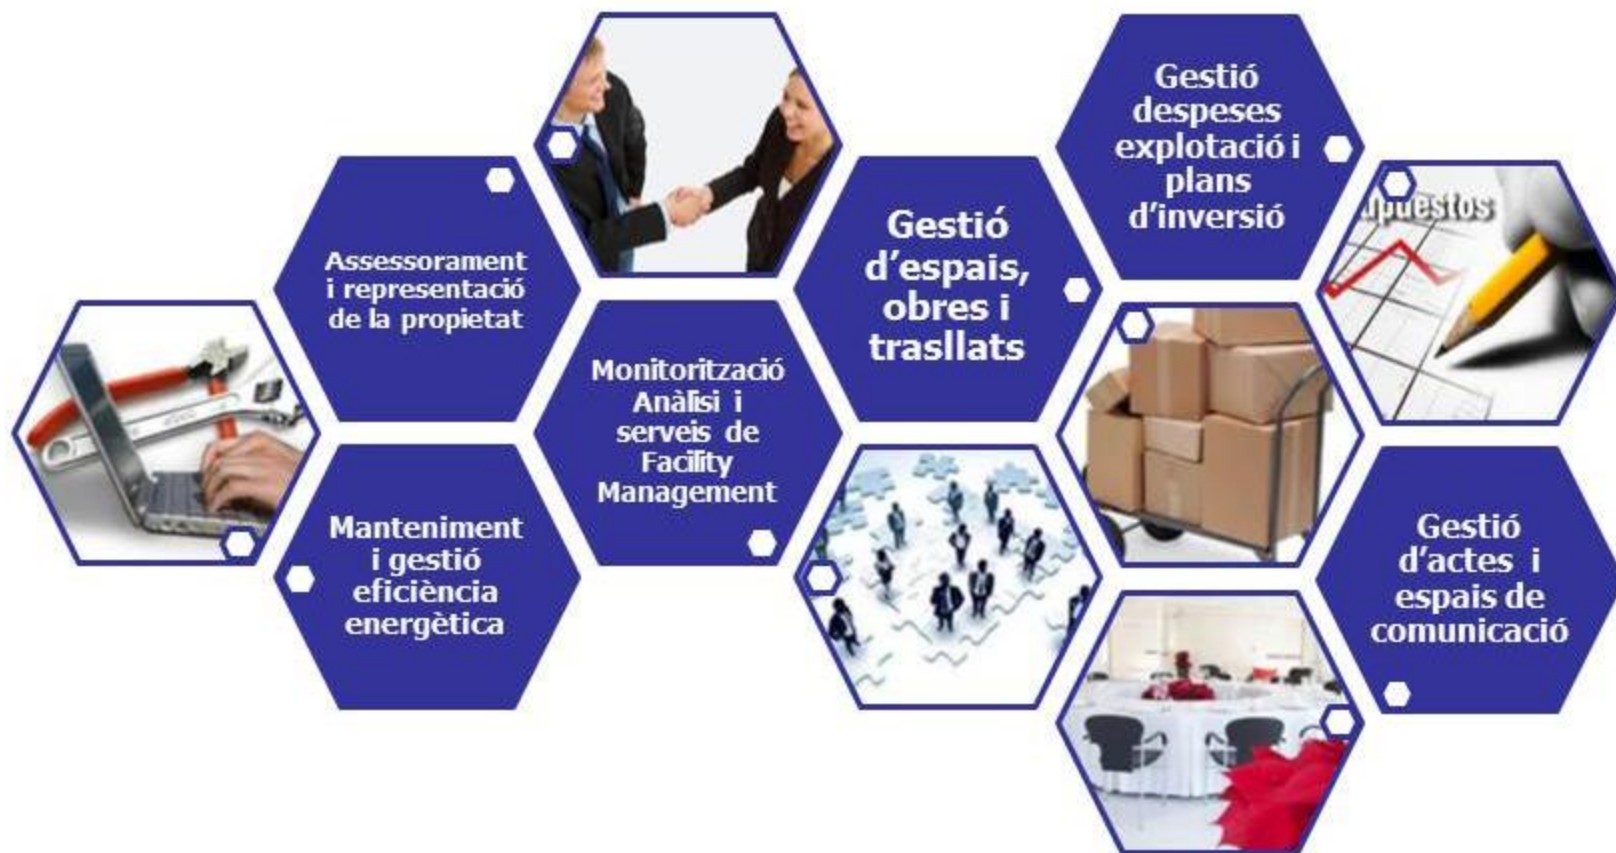 Assessorament
i representació
de la propietat
Manteniment
i gestió
eficiència
energètica
Monitorització
Anàlisi i
serveis de
Facility
Management
Gestió
d’espais,
obres i
trasllats
Gestió
despeses
explotació i
plans
d’inversió
Gestió
d’actes i
espais de
comunicació